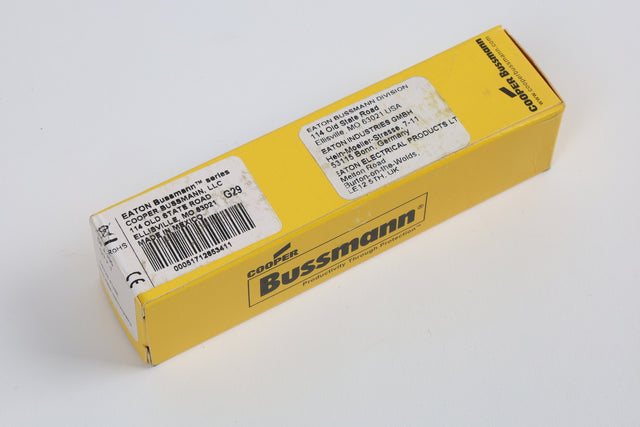 EATON Bussmann™ series
COOPER BUSSMANN, LLC
114 OLD STATE ROAD
ELLISVILLE, MO 63021
MADE IN MEXICO
G29
00051712653411
EATON BUSSMANN DIVISION
114 Old State Road
Ellisville, MO 63021 USA
EATON INDUSTRIES GMBH
Hein-Moeller-Strasse, 7-11
53115 Bonn, Germany
EATON ELECTRICAL PRODUCTS LT
Melton Road
Burton-on-the-Wolds,
LE12 5TH, UK
COOPER
Bussmann®
Productivity Through Protection™
COOPER Bussmann
www.cooperbussmann.com
RoHS
CE